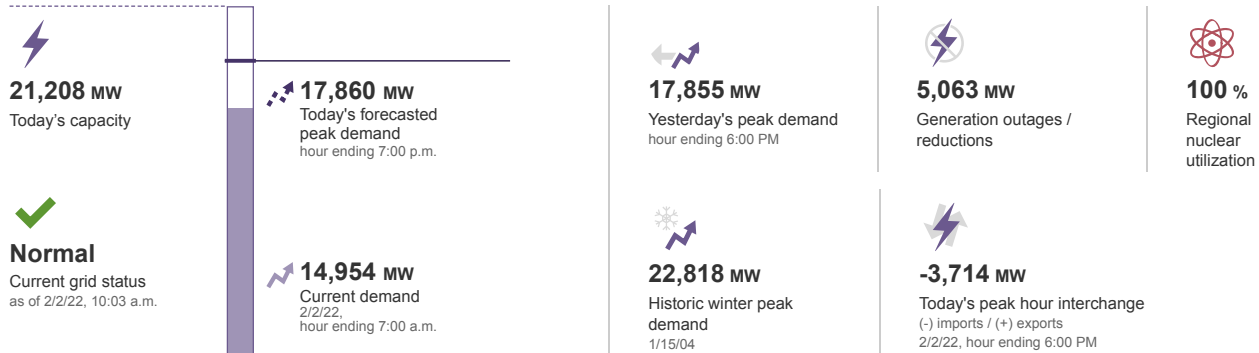 21,208 MW
Today's capacity
Normal
Current grid status
as of 2/2/22, 10:03 a.m.
17,860 MW
Today's forecasted
peak demand
hour ending 7:00 p.m.
14,954 MW
Current demand
2/2/22,
hour ending 7:00 a.m.
17,855 MW
Yesterday's peak demand
hour ending 6:00 PM
5,063 MW
Generation outages /
reductions
100 %
Regional
nuclear
utilization
22,818 MW
Historic winter peak
demand
1/15/04
-3,714 MW
Today's peak hour interchange
(-) imports / (+) exports
2/2/22, hour ending 6:00 PM